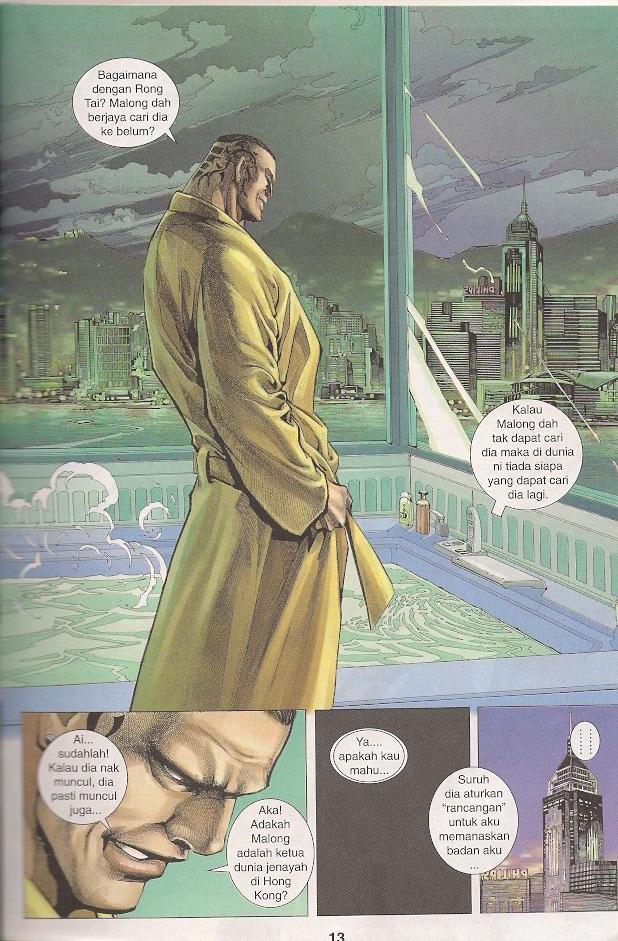 Bagaimana
dengan Rong
Tai? Malong dah
berjaya cari dia
ke belum?
PHILIPS
Kalau
Malong dah
tak dapat cari
dia maka di dunia
ni tiada siapa
yang dapat cari
dia lagi.
Ai...
sudahlah!
Kalau dia nak
muncul, dia
pasti muncul
juga...
Aka!
Adakah
Malong
adalah ketua
dunia jenayah
di Hong
Kong?
Ya....
apakah kau
mahu...
Suruh
dia aturkan
“rancangan”
untuk aku
memanaskan
badan aku
...
......
PHILIPS
13